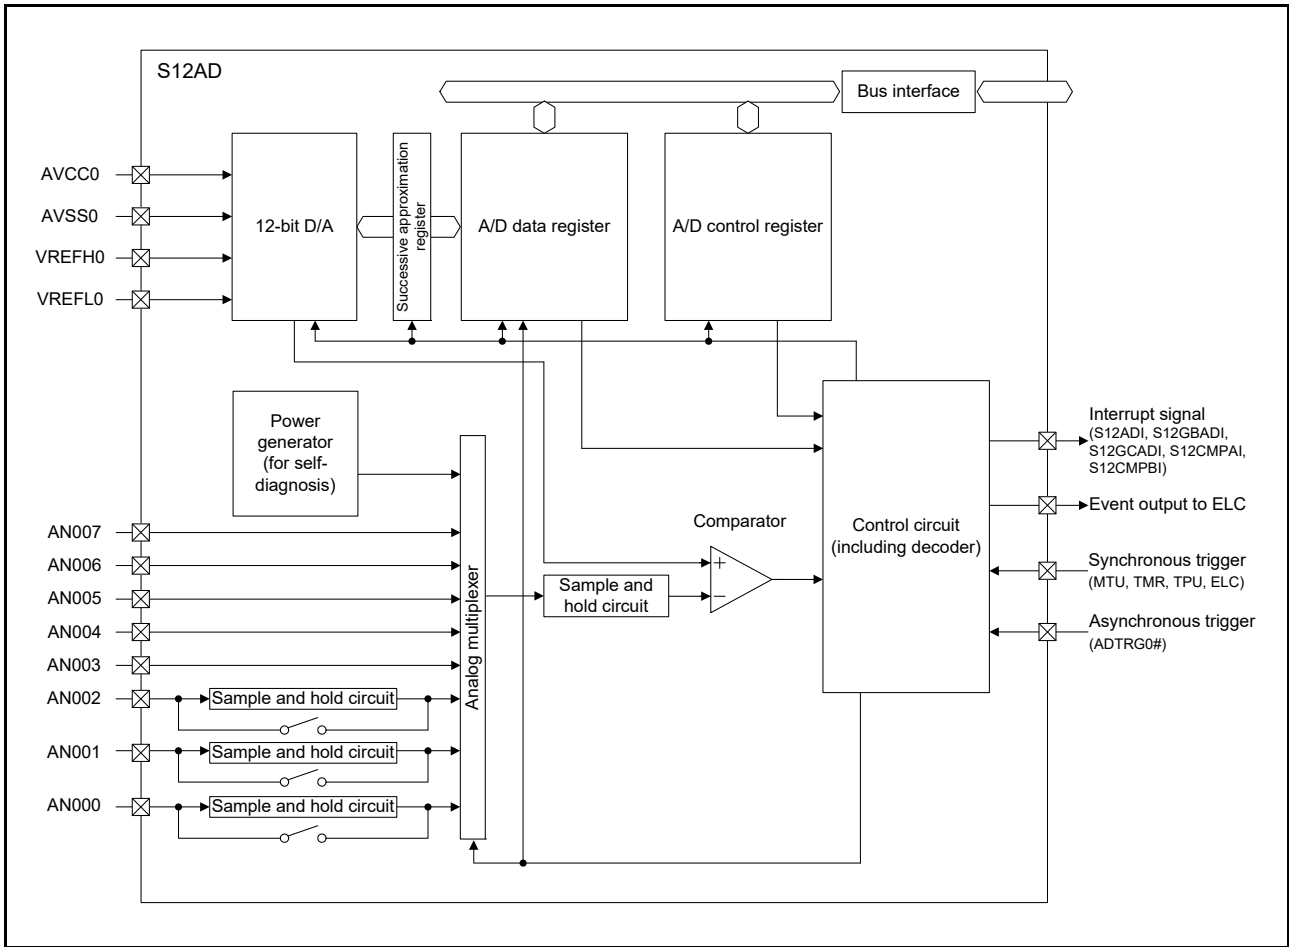 S12AD
Bus interface
AVCC0
AVSS0
VREFH0
VREFL0
12-bit D/A
Successive approximation
register
A/D data register
A/D control register
Power
generator
(for self-
diagnosis)
Analog multiplexer
AN007
AN006
AN005
AN004
AN003
AN002
AN001
AN000
Sample and hold circuit
Sample and hold circuit
Sample and hold circuit
Sample and
hold circuit
Comparator
+
−
Control circuit
(including decoder)
Interrupt signal
(S12ADI, S12GBADI,
S12GCADI, S12CMPAI,
S12CMPBI)
Event output to ELC
Synchronous trigger
(MTU, TMR, TPU, ELC)
Asynchronous trigger
(ADTRG0#)